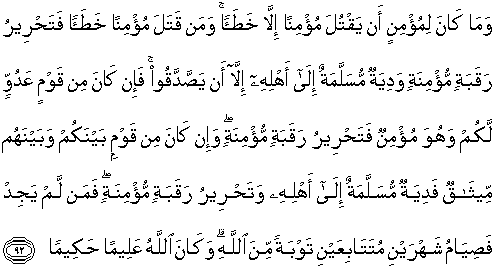 وَمَا كَانَ لِمُؤْمِنٍ أَن يَقْتُلَ مُؤْمِنًا إِلَّا خَطَـًٔا ۚ وَمَن قَتَلَ مُؤْمِنًا خَطَـًٔا فَتَحْرِيرُ
رَقَبَةٍ مُّؤْمِنَةٍ وَدِيَةٌ مُّسَلَّمَةٌ إِلَىٰٓ أَهْلِهِۦٓ إِلَّآ أَن يَصَّدَّقُوا۟ ۚ فَإِن كَانَ مِن قَوْمٍ عَدُوٍّ
لَّكُمْ وَهُوَ مُؤْمِنٌ فَتَحْرِيرُ رَقَبَةٍ مُّؤْمِنَةٍ ۖ وَإِن كَانَ مِن قَوْمٍۭ بَيْنَكُمْ وَبَيْنَهُم
مِّيثَـٰقٌ فَدِيَةٌ مُّسَلَّمَةٌ إِلَىٰٓ أَهْلِهِۦ وَتَحْرِيرُ رَقَبَةٍ مُّؤْمِنَةٍ ۖ فَمَن لَّمْ يَجِدْ
فَصِيَامُ شَهْرَيْنِ مُتَتَابِعَيْنِ تَوْبَةً مِّنَ ٱللَّهِ ۗ وَكَانَ ٱللَّهُ عَلِيمًا حَكِيمًا ٩٢